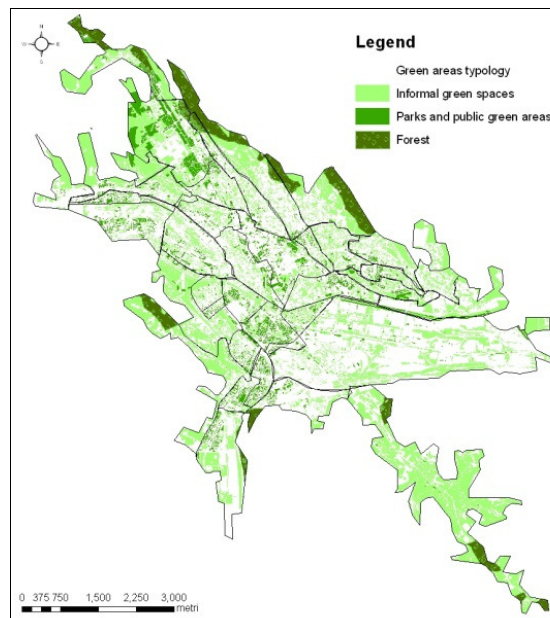 N
E
S
Legend
Green areas typology
Informal green spaces
Parks and public green areas
Forest
0 375 750 1,500 2,250 3,000
metri